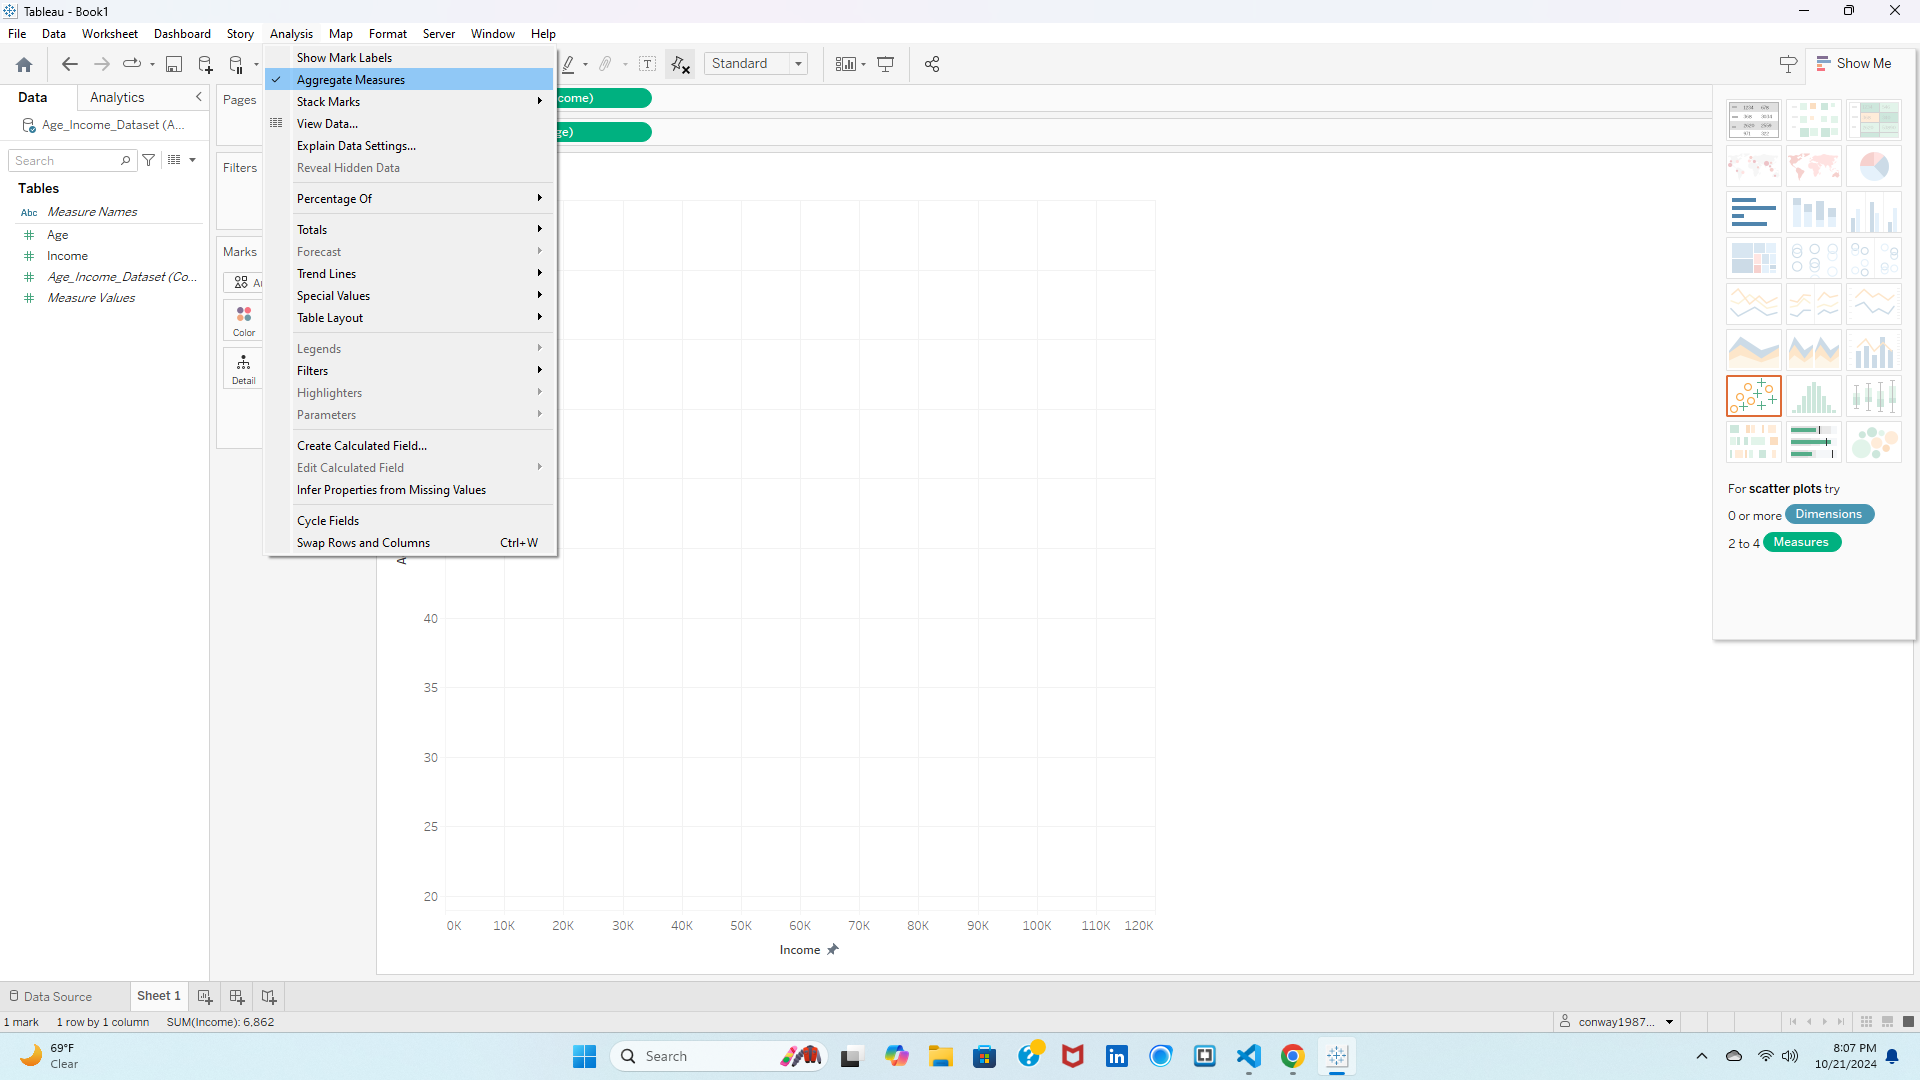 Tableau - Book1
File Data Worksheet Dashboard Story Analysis Map Format Server Window Help
Standard
Show Me
Data Analytics
Age_Income_Dataset (A...
Search
Tables
Abc Measure Names
Age
Income
Age_Income_Dataset (Co...
Measure Values
Pages
Filters
Marks
Color
Detail
Show Mark Labels
Aggregate Measures
Stack Marks
View Data...
Explain Data Settings...
Reveal Hidden Data
Percentage Of
Totals
Forecast
Trend Lines
Special Values
Table Layout
Legends
Filters
Highlighters
Parameters
Create Calculated Field...
Edit Calculated Field
Infer Properties from Missing Values
Cycle Fields
Swap Rows and Columns Ctrl+W
come)
ge)
A
40
35
30
25
20
0K 10K 20K 30K 40K 50K 60K 70K 80K 90K 100K 110K 120K
Income
For scatter plots try
0 or more Dimensions
2 to 4 Measures
Data Source Sheet 1
1 mark 1 row by 1 column SUM(Income): 6,862
conway1987...
69°F
Clear
Search
8:07 PM
10/21/2024